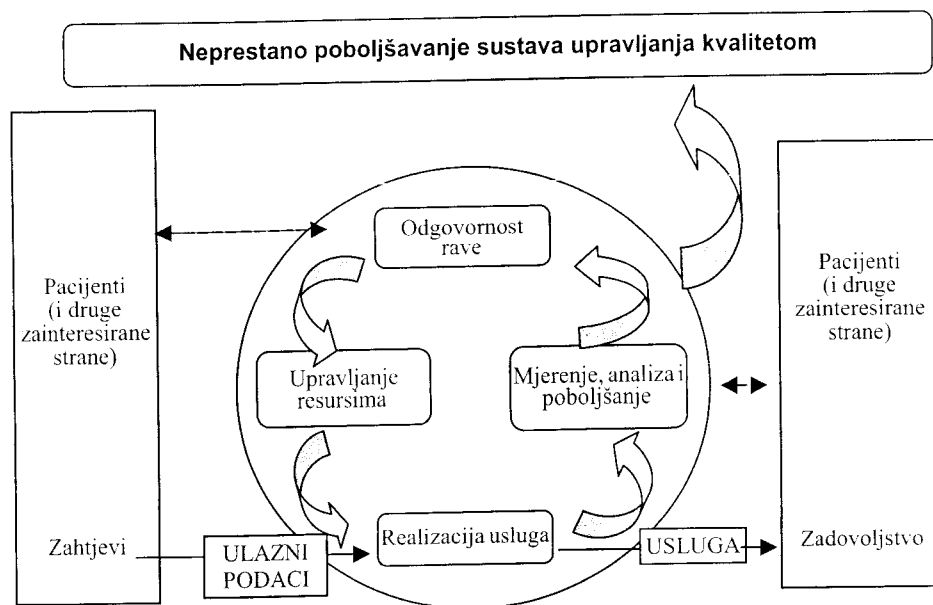 Neprestano poboljšavanje sustava upravljanja kvalitetom
Odgovornost
rave
Pacijenti
(i druge
zainteresirane
strane)
Pacijenti
(i druge
zainteresirane
strane)
Upravljanje
resursima
Mjerenje, analiza i
poboljšanje
Zahtjevi
ULAZNI
PODACI
Realizacija usluga
USLUGA
Zadovoljstvo